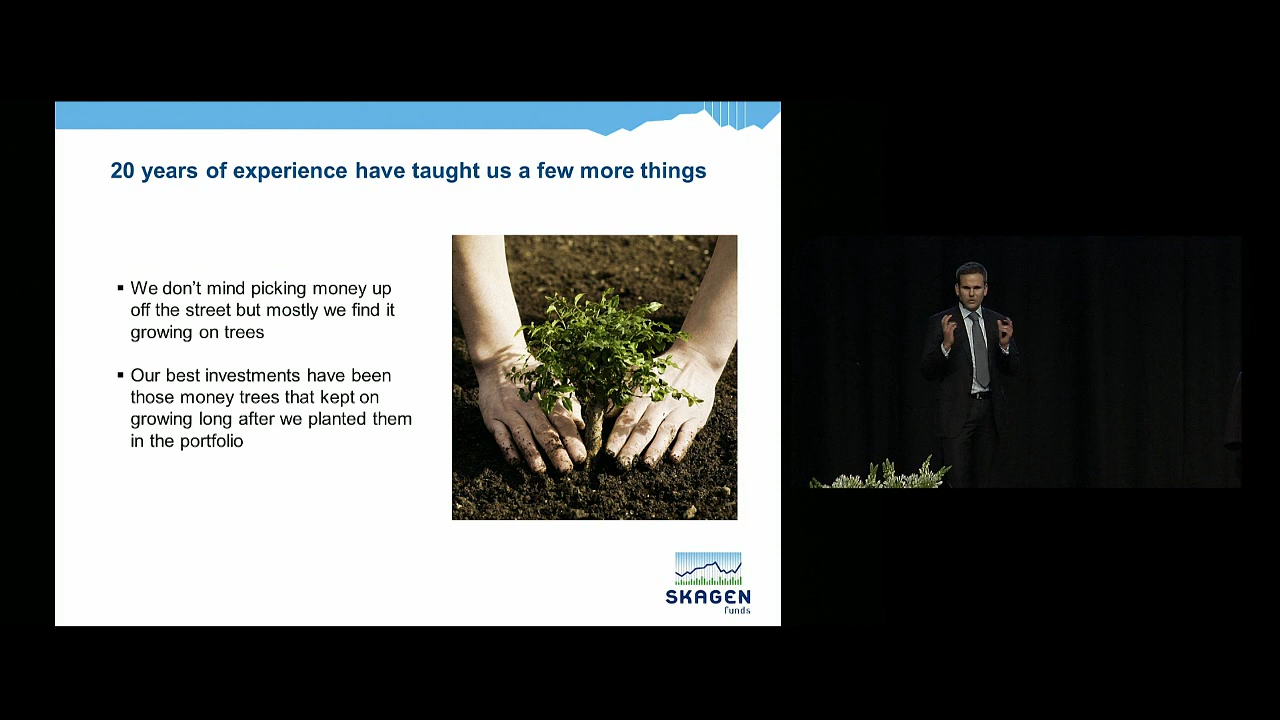 20 years of experience have taught us a few more things
▪ We don’t mind picking money up
off the street but mostly we find it
growing on trees
▪ Our best investments have been
those money trees that kept on
growing long after we planted them
in the portfolio
SKAGEN
funds